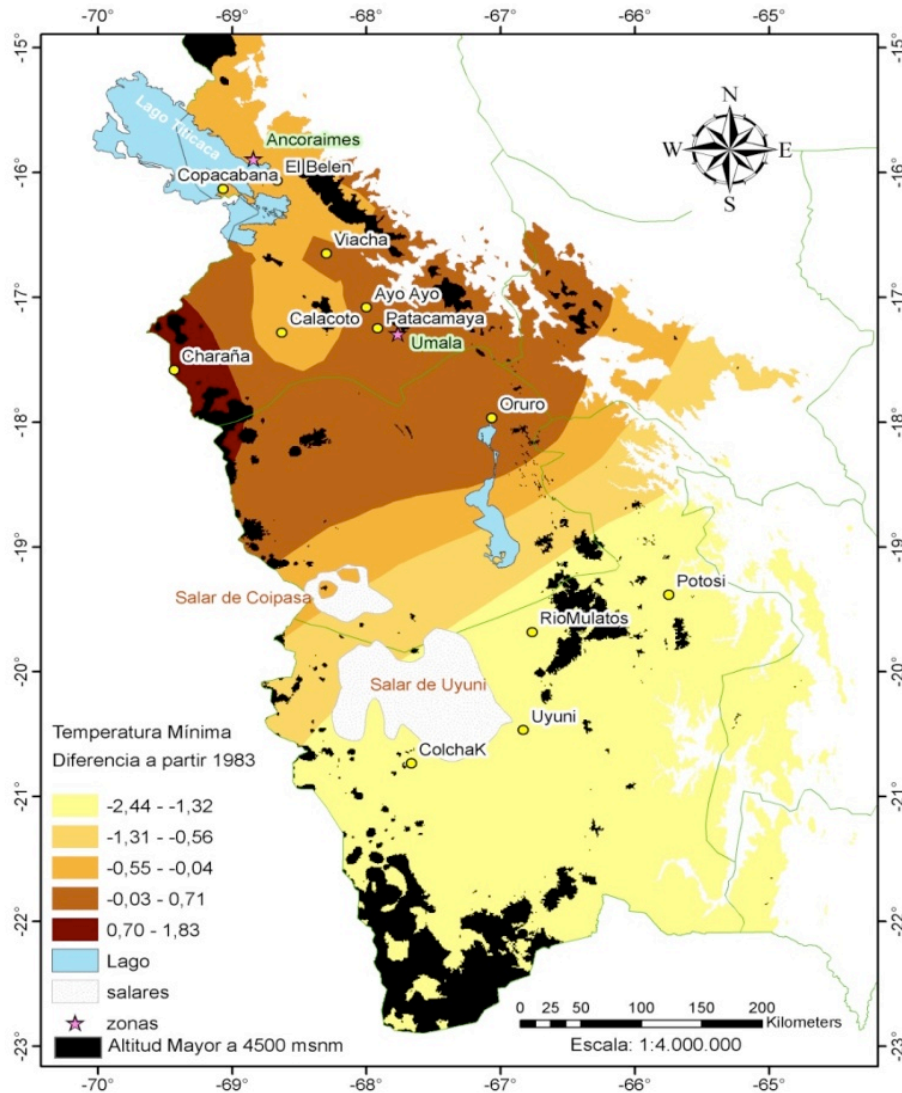 -70° -69° -68° -67° -66° -65°
-15°
-15°
N
W E
S
Lago Titicaca
Ancoraimes
-16°
-16°
Copacabana
El Belen
Viacha
-17°
-17°
Ayo Ayo
Calacoto
Patacamaya
Umala
Charaña
-18°
-18°
Oruro
-19°
-19°
Salar de Coipasa
Potosi
RioMulatos
-20°
-20°
Salar de Uyuni
Uyuni
ColchaK
-21°
-21°
Temperatura Mínima
Diferencia a partir 1983
-2,44 - -1,32
-1,31 - -0,56
-0,55 - -0,04
-0,03 - 0,71
0,70 - 1,83
Lago
salares
zonas
Altitud Mayor a 4500 msnm
-22°
-22°
0 25 50 100 150 200
Kilometers
Escala: 1:4.000.000
-23°
-23°
-70° -69° -68° -67° -66° -65°